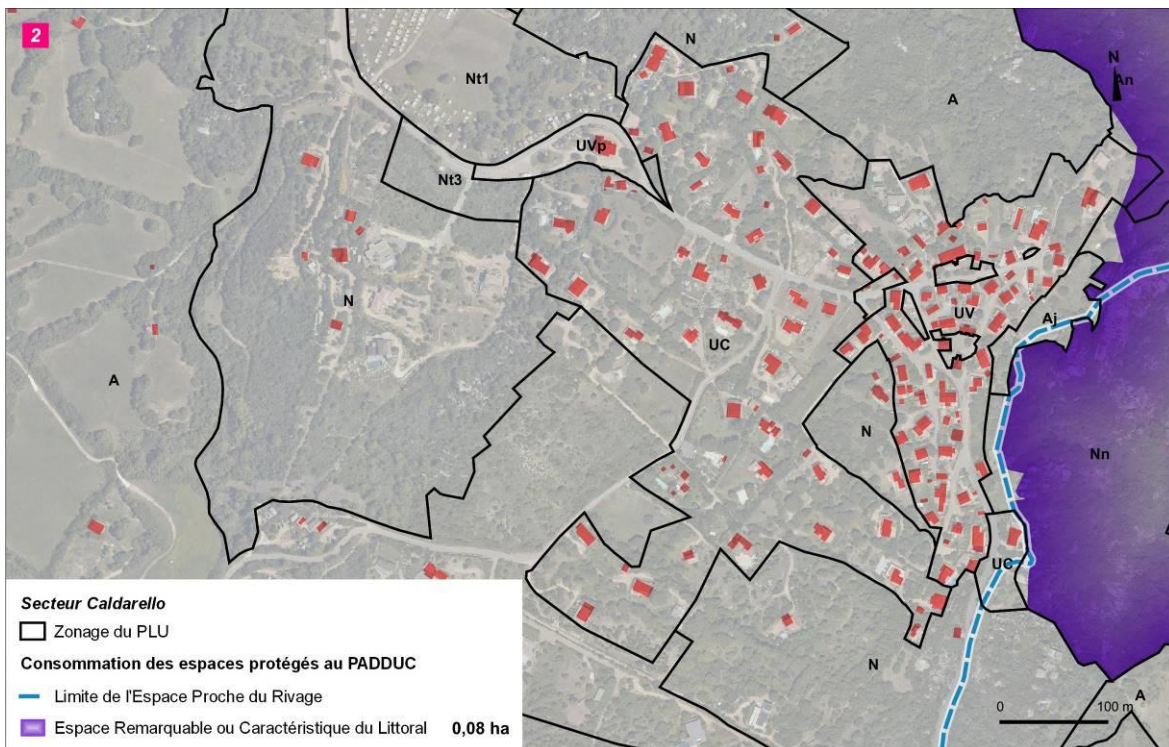 2
N
Nt1
N
An
A
UVp
Nt3
N
UV
Aj
A
UC
N
Nn
UC
N
A
Secteur Caldarello
Zonage du PLU
Consommation des espaces protégés au PADDUC
Limite de l'Espace Proche du Rivage
Espace Remarquable ou Caractéristique du Littoral 0,08 ha
0 100 m